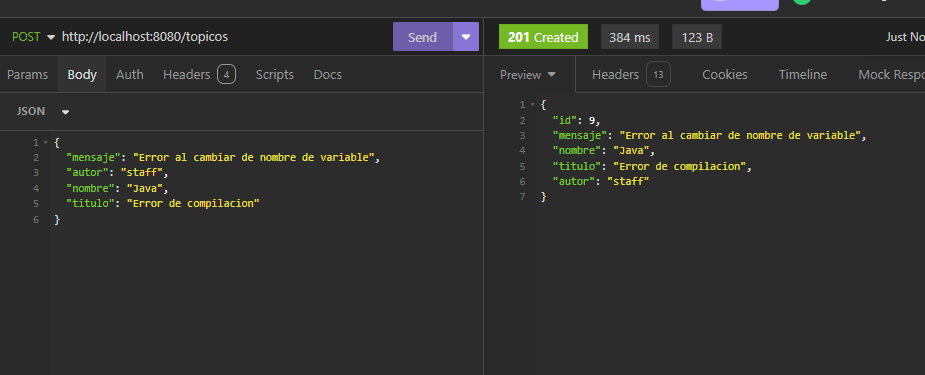 POST http://localhost:8080/topicos Send
201 Created 384 ms 123 B Just No
Params Body Auth Headers 4 Scripts Docs
Preview Headers 13 Cookies Timeline Mock Resp
JSON
1 {
2 "mensaje": "Error al cambiar de nombre de variable",
3 "autor": "staff",
4 "nombre": "Java",
5 "titulo": "Error de compilacion"
6 }
1 {
2 "id": 9,
3 "mensaje": "Error al cambiar de nombre de variable",
4 "nombre": "Java",
5 "titulo": "Error de compilacion",
6 "autor": "staff"
7 }